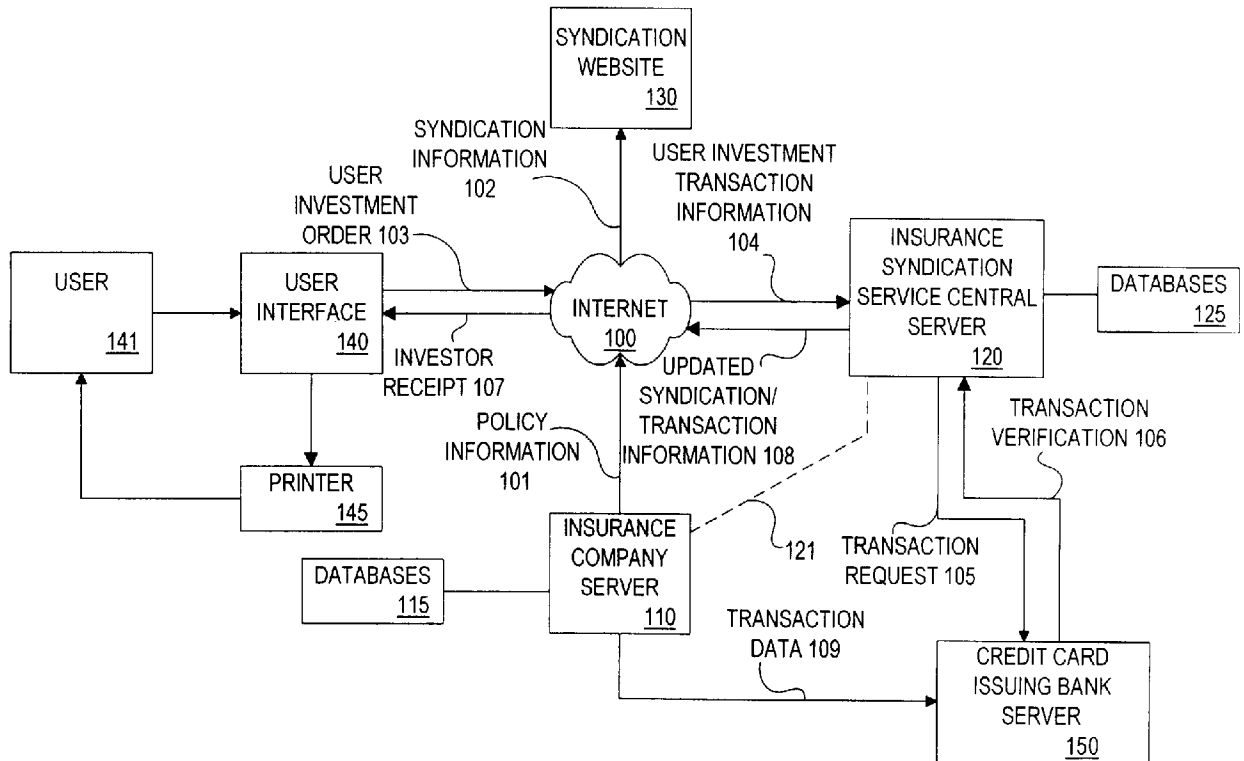 SYNDICATION
WEBSITE
130
SYNDICATION
INFORMATION
102
USER INVESTMENT
TRANSACTION
INFORMATION
104
USER
INVESTMENT
ORDER 103
USER
141
USER
INTERFACE
140
INTERNET
100
INSURANCE
SYNDICATION
SERVICE CENTRAL
SERVER
120
DATABASES
125
INVESTOR
RECEIPT 107
UPDATED
SYNDICATION/
TRANSACTION
INFORMATION 108
POLICY
INFORMATION
101
TRANSACTION
VERIFICATION 106
PRINTER
145
INSURANCE
COMPANY
SERVER
110
121
TRANSACTION
REQUEST 105
DATABASES
115
TRANSACTION
DATA 109
CREDIT CARD
ISSUING BANK
SERVER
150